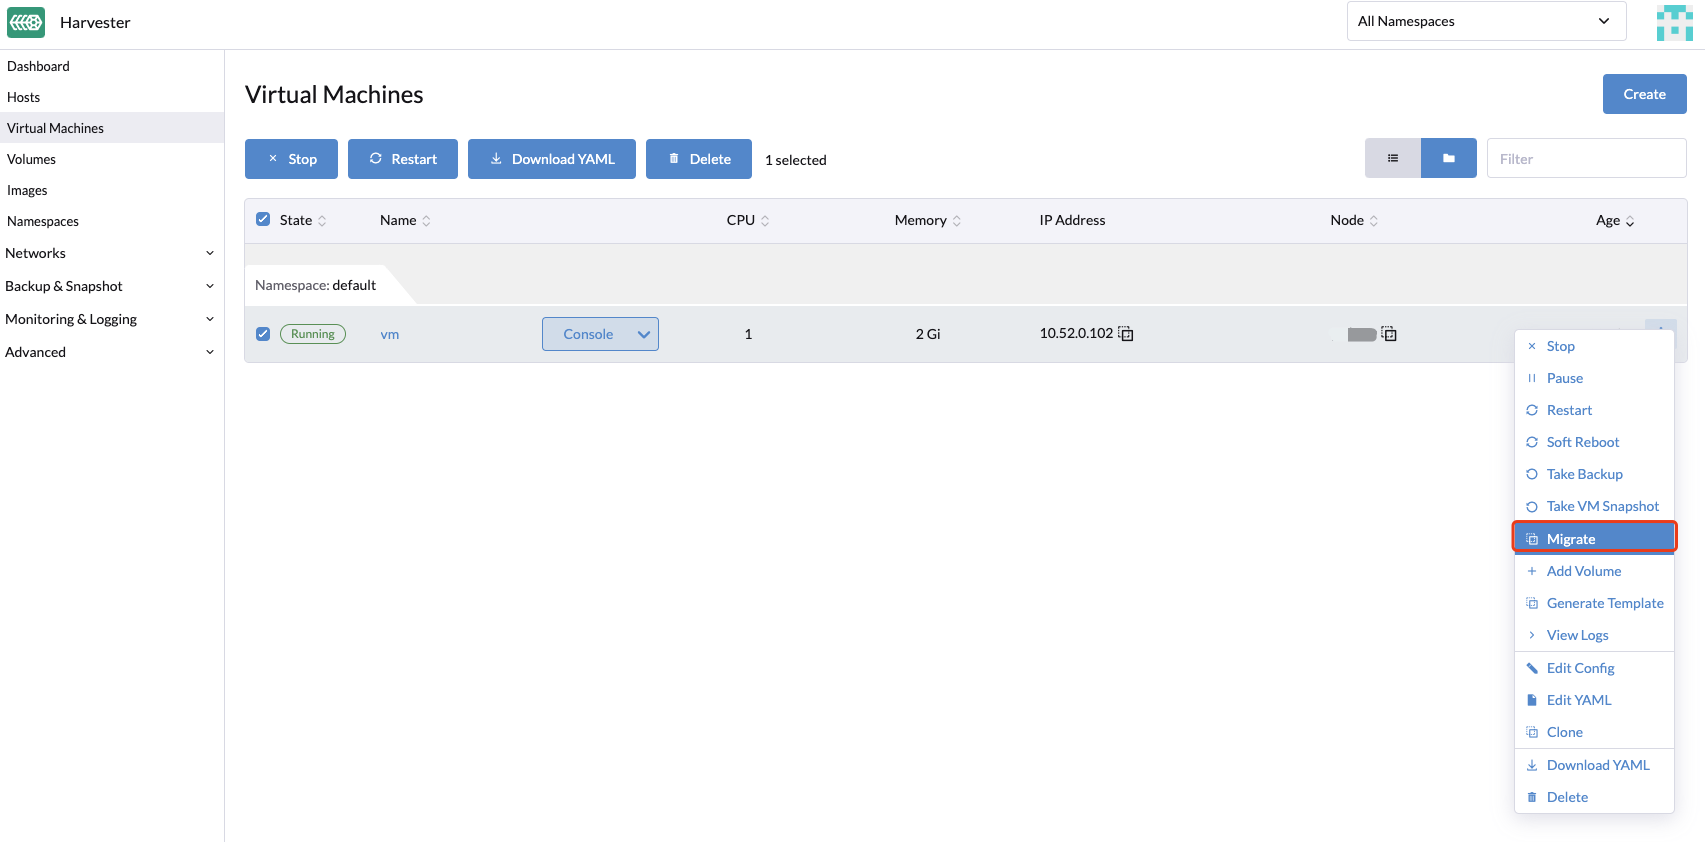 Harvester
All Namespaces
Dashboard
Hosts
Virtual Machines
Volumes
Images
Namespaces
Networks
Backup & Snapshot
Monitoring & Logging
Advanced
Virtual Machines
Create
Stop
Restart
Download YAML
Delete
1 selected
Filter
State
Name
CPU
Memory
IP Address
Node
Age
Namespace: default
Running
vm
Console
1
2 Gi
10.52.0.102
Stop
Pause
Restart
Soft Reboot
Take Backup
Take VM Snapshot
Migrate
Add Volume
Generate Template
View Logs
Edit Config
Edit YAML
Clone
Download YAML
Delete